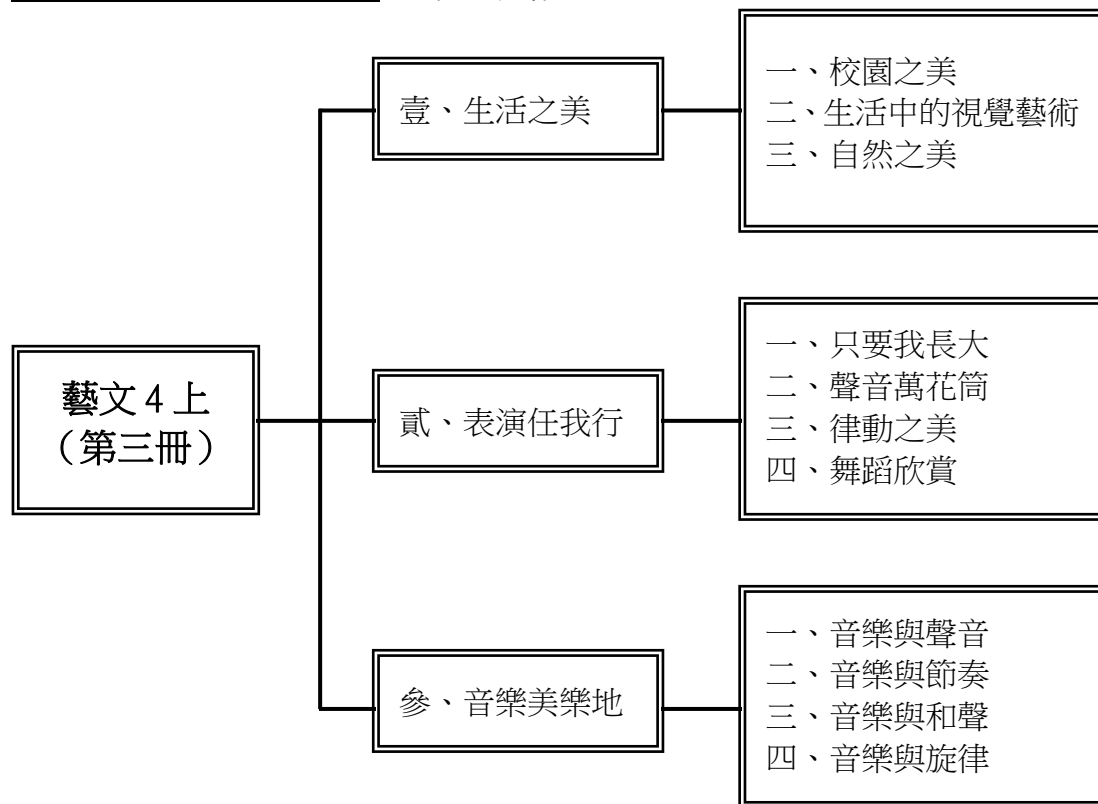 藝文4上
（第三冊）
壹、生活之美
一、校園之美
二、生活中的視覺藝術
三、自然之美
貳、表演任我行
一、只要我長大
二、聲音萬花筒
三、律動之美
四、舞蹈欣賞
參、音樂美樂地
一、音樂與聲音
二、音樂與節奏
三、音樂與和聲
四、音樂與旋律